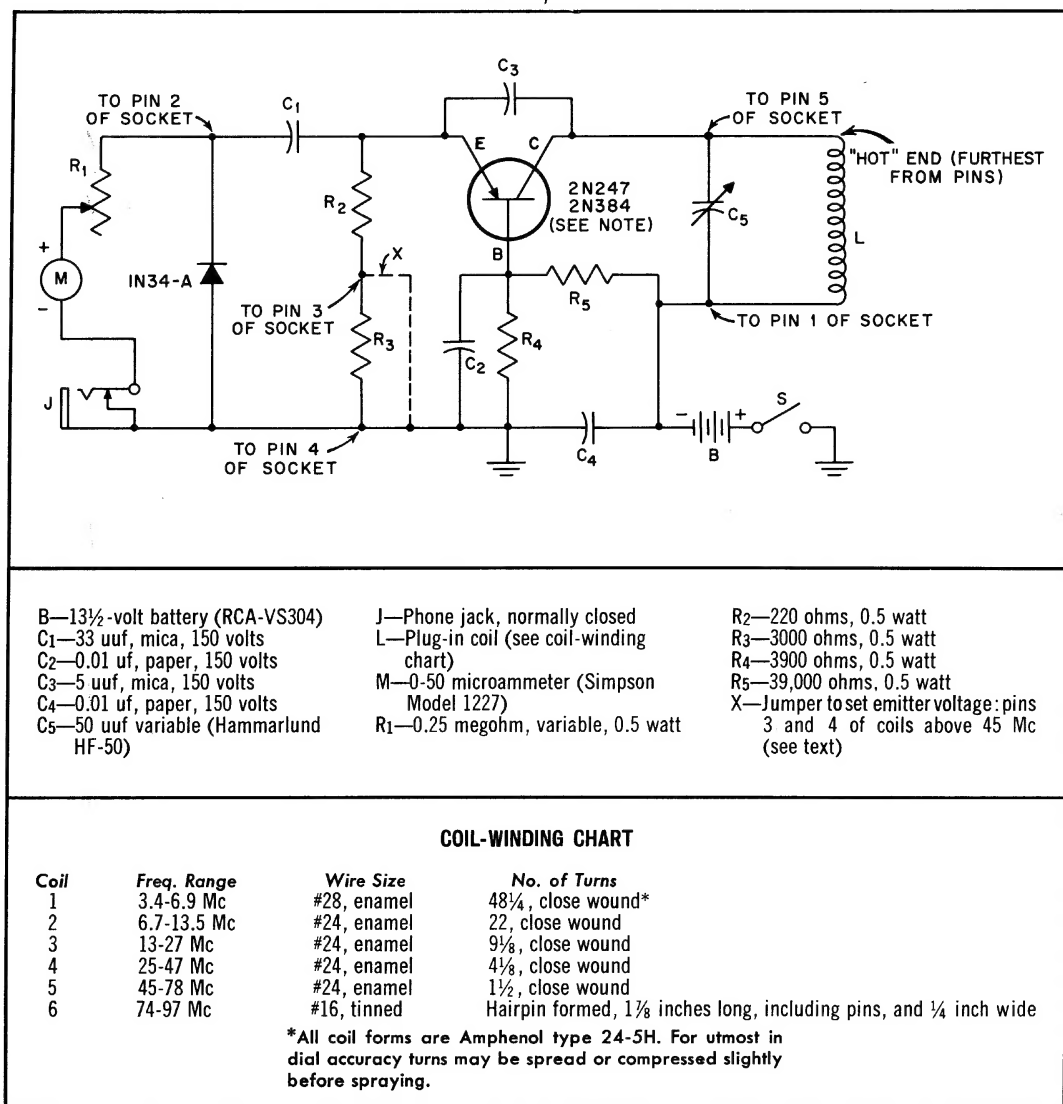 C3
TO PIN 2
OF SOCKET
C1
TO PIN 5
OF SOCKET
"HOT" END (FURTHEST
FROM PINS)
R1
E
C
R2
2N247
2N384
(SEE NOTE)
C5
L
+
M
-
IN34-A
X
B
R5
TO PIN 3
OF SOCKET
TO PIN 1 OF SOCKET
R3
C2
R4
J
TO PIN 4
OF SOCKET
C4
-
+
B
S
B—13½-volt battery (RCA-VS304)
C1—33 uuf, mica, 150 volts
C2—0.01 uf, paper, 150 volts
C3—5 uuf, mica, 150 volts
C4—0.01 uf, paper, 150 volts
C5—50 uuf variable (Hammarlund
HF-50)
J—Phone jack, normally closed
L—Plug-in coil (see coil-winding
chart)
M—0-50 microammeter (Simpson
Model 1227)
R1—0.25 megohm, variable, 0.5 watt
R2—220 ohms, 0.5 watt
R3—3000 ohms, 0.5 watt
R4—3900 ohms, 0.5 watt
R5—39,000 ohms, 0.5 watt
X—Jumper to set emitter voltage: pins
3 and 4 of coils above 45 Mc
(see text)
COIL-WINDING CHART
Coil Freq. Range Wire Size No. of Turns
1 3.4-6.9 Mc #28, enamel 48¼, close wound*
2 6.7-13.5 Mc #24, enamel 22, close wound
3 13-27 Mc #24, enamel 9⅛, close wound
4 25-47 Mc #24, enamel 4⅛, close wound
5 45-78 Mc #24, enamel 1½, close wound
6 74-97 Mc #16, tinned Hairpin formed, 1⅞ inches long, including pins, and ¼ inch wide
*All coil forms are Amphenol type 24-5H. For utmost in
dial accuracy turns may be spread or compressed slightly
before spraying.